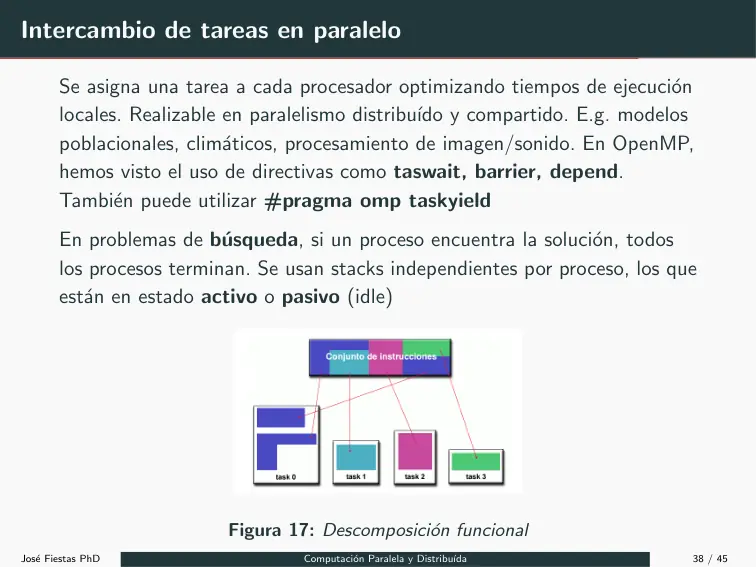 Intercambio de tareas en paralelo
Se asigna una tarea a cada procesador optimizando tiempos de ejecución
locales. Realizable en paralelismo distribuído y compartido. E.g. modelos
poblacionales, climáticos, procesamiento de imagen/sonido. En OpenMP,
hemos visto el uso de directivas como taswait, barrier, depend.
También puede utilizar #pragma omp taskyield
En problemas de búsqueda, si un proceso encuentra la solución, todos
los procesos terminan. Se usan stacks independientes por proceso, los que
están en estado activo o pasivo (idle)
Conjunto de instrucciones
task 0
task 1
task 2
task 3
Figura 17: Descomposición funcional
José Fiestas PhD
Computación Paralela y Distribuída
38 / 45